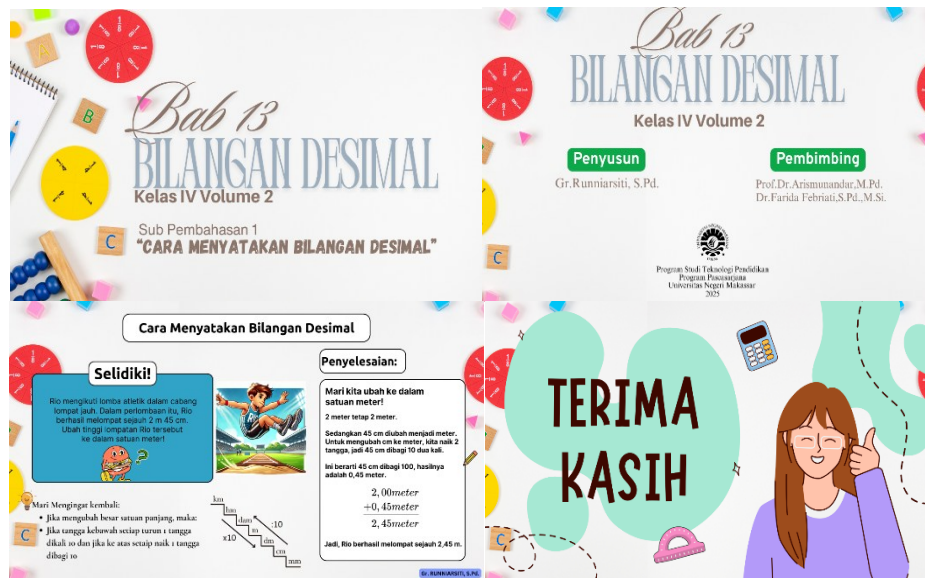 Bab 13
BILANGAN DESIMAL
Kelas IV Volume 2
Sub Pembahasan 1
"CARA MENYATAKAN BILANGAN DESIMAL"
A
B
C
Bab 13
BILANGAN DESIMAL
Kelas IV Volume 2
Penyusun
Gr.Runniarsiti, S.Pd.
Pembimbing
Prof.Dr.Arismunandar,M.Pd.
Dr.Farida Febriati,S.Pd.,M.Si.
Program Studi Teknologi Pendidikan
Program Pascasarjana
Universitas Negeri Makassar
2025
C
Cara Menyatakan Bilangan Desimal
Selidiki!
Rio mengikuti lomba atletik dalam cabang
lompat jauh. Dalam perlombaan itu, Rio
berhasil melompat sejauh 2 m 45 cm.
Ubah tinggi lompatan Rio tersebut
ke dalam satuan meter!
Mari Mengingat kembali:
• Jika mengubah besar satuan panjang, maka:
• Jika tangga kebawah setiap turun 1 tangga
dikali 10 dan jika ke atas setaip naik 1 tangga
dibagi 10
C
km
hm
dam
m
dm
cm
mm
:10
x10
Penyelesaian:
Mari kita ubah ke dalam
satuan meter!
2 meter tetap 2 meter.
Sedangkan 45 cm diubah menjadi meter.
Untuk mengubah cm ke meter, kita naik 2
tangga, jadi 45 cm dibagi 10 dua kali.
Ini berarti 45 cm dibagi 100, hasilnya
adalah 0,45 meter.
2,00meter
+0,45meter
2,45meter
Jadi, Rio berhasil melompat sejauh 2,45 m.
Gr. RUNNIARSITI, S.Pd.
TERIMA
KASIH
C